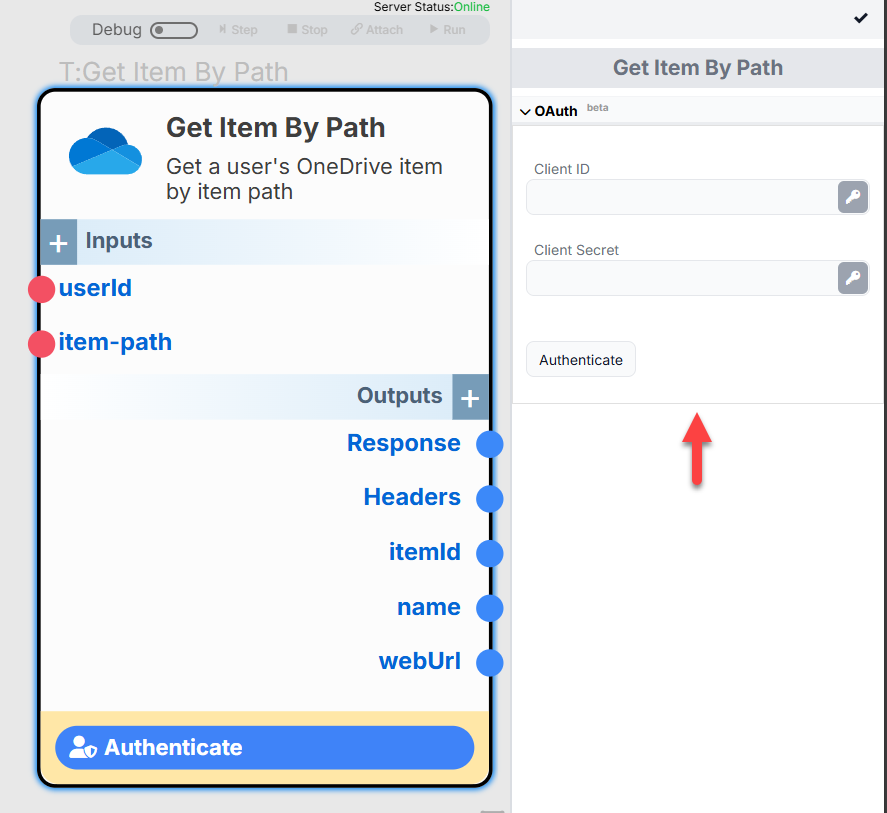 Server Status:Online
Debug Step Stop Attach Run
T:Get Item By Path
Get Item By Path
Get a user's OneDrive item
by item path
+ Inputs
userId
item-path
Outputs +
Response
Headers
itemId
name
webUrl
Authenticate
Get Item By Path
OAuth beta
Client ID
Client Secret
Authenticate